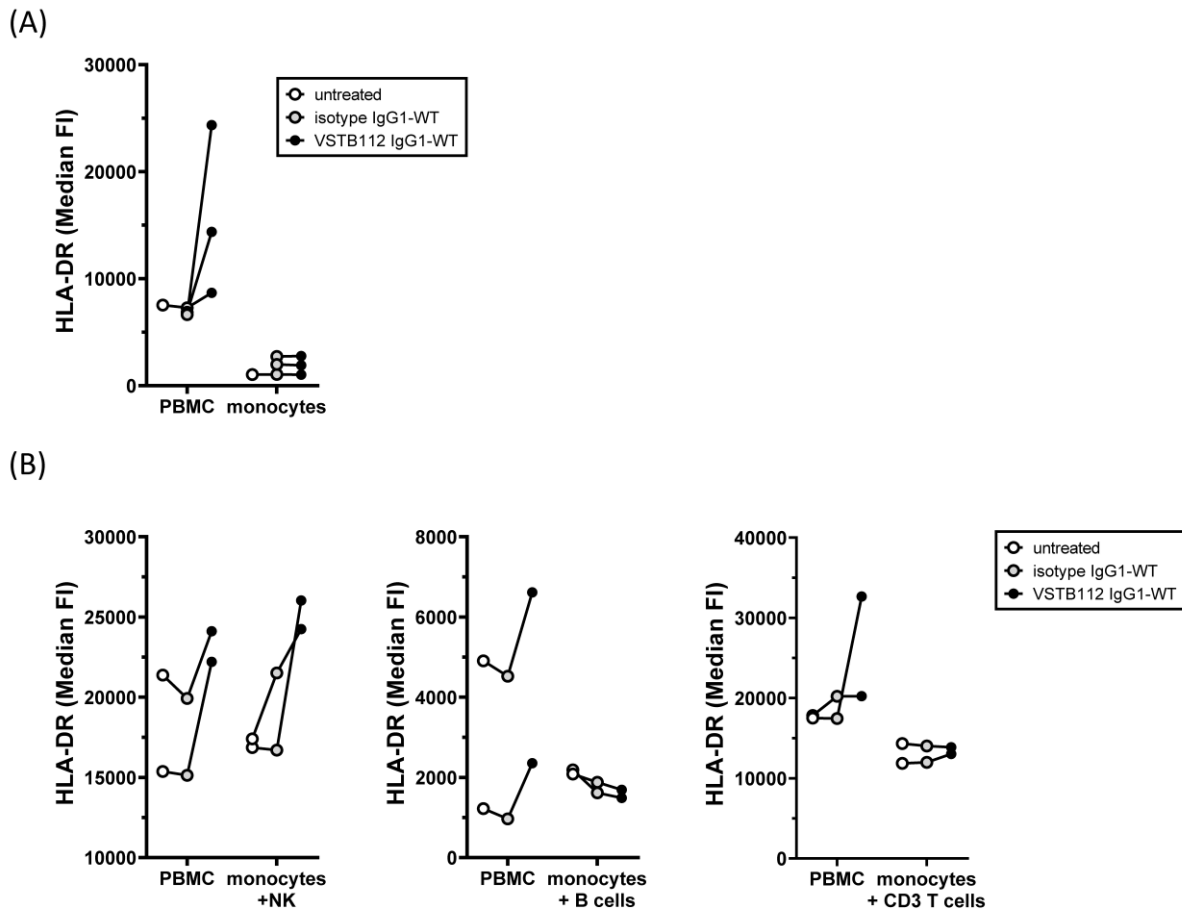 (A)
HLA-DR (Median FI)
30000
20000
10000
0
PBMC monocytes
untreated
isotype IgG1-WT
VSTB112 IgG1-WT
(B)
HLA-DR (Median FI)
30000
25000
20000
15000
10000
PBMC monocytes
+NK
HLA-DR (Median FI)
8000
6000
4000
2000
0
PBMC monocytes
+ B cells
HLA-DR (Median FI)
40000
30000
20000
10000
0
PBMC monocytes
+ CD3 T cells
untreated
isotype IgG1-WT
VSTB112 IgG1-WT